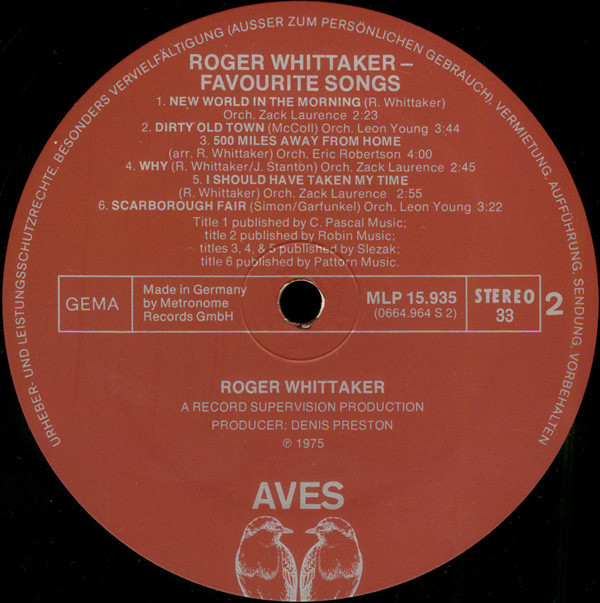 URHEBER- UND LEISTUNGSSCHUTZRECHTE, BESONDERS VERVIELFÄLTIGUNG (AUSSER ZUM PERSÖNLICHEN GEBRAUCH), VERMIETUNG, AUFFÜHRUNG, SENDUNG, VORBEHALTEN
ROGER WHITTAKER –
FAVOURITE SONGS
1. NEW WORLD IN THE MORNING (R. Whittaker)
Orch. Zack Laurence 2:23
2. DIRTY OLD TOWN (McColl) Orch. Leon Young 3:44
3. 500 MILES AWAY FROM HOME
(arr. R. Whittaker) Orch. Eric Robertson 4:00
4. WHY (R. Whittaker/J. Stanton) Orch. Zack Laurence 2:45
5. I SHOULD HAVE TAKEN MY TIME
(R. Whittaker) Orch. Zack Laurence 2:55
6. SCARBOROUGH FAIR (Simon/Garfunkel) Orch. Leon Young 3:22
Title 1 published by C. Pascal Music;
title 2 published by Robin Music;
titles 3, 4, & 5 published by Slezak;
title 6 published by Pattorn Music.
GEMA
Made in Germany
by Metronome
Records GmbH
MLP 15.935
(0664.964 S 2)
STEREO
33
2
ROGER WHITTAKER
A RECORD SUPERVISION PRODUCTION
PRODUCER: DENIS PRESTON
℗ 1975
AVES